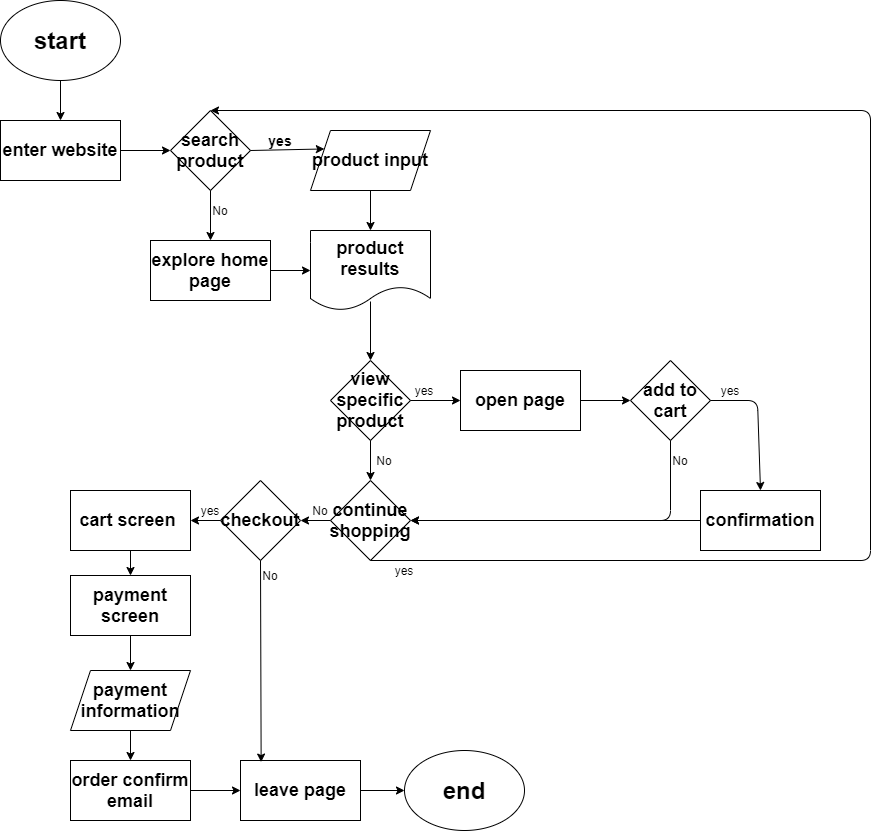 start
enter website
search
product
yes
product input
No
explore home
page
product
results
view
specific
product
yes
open page
add to
cart
yes
No
No
confirmation
continue
shopping
No
checkout
yes
cart screen
yes
No
payment
screen
payment
information
order confirm
email
leave page
end